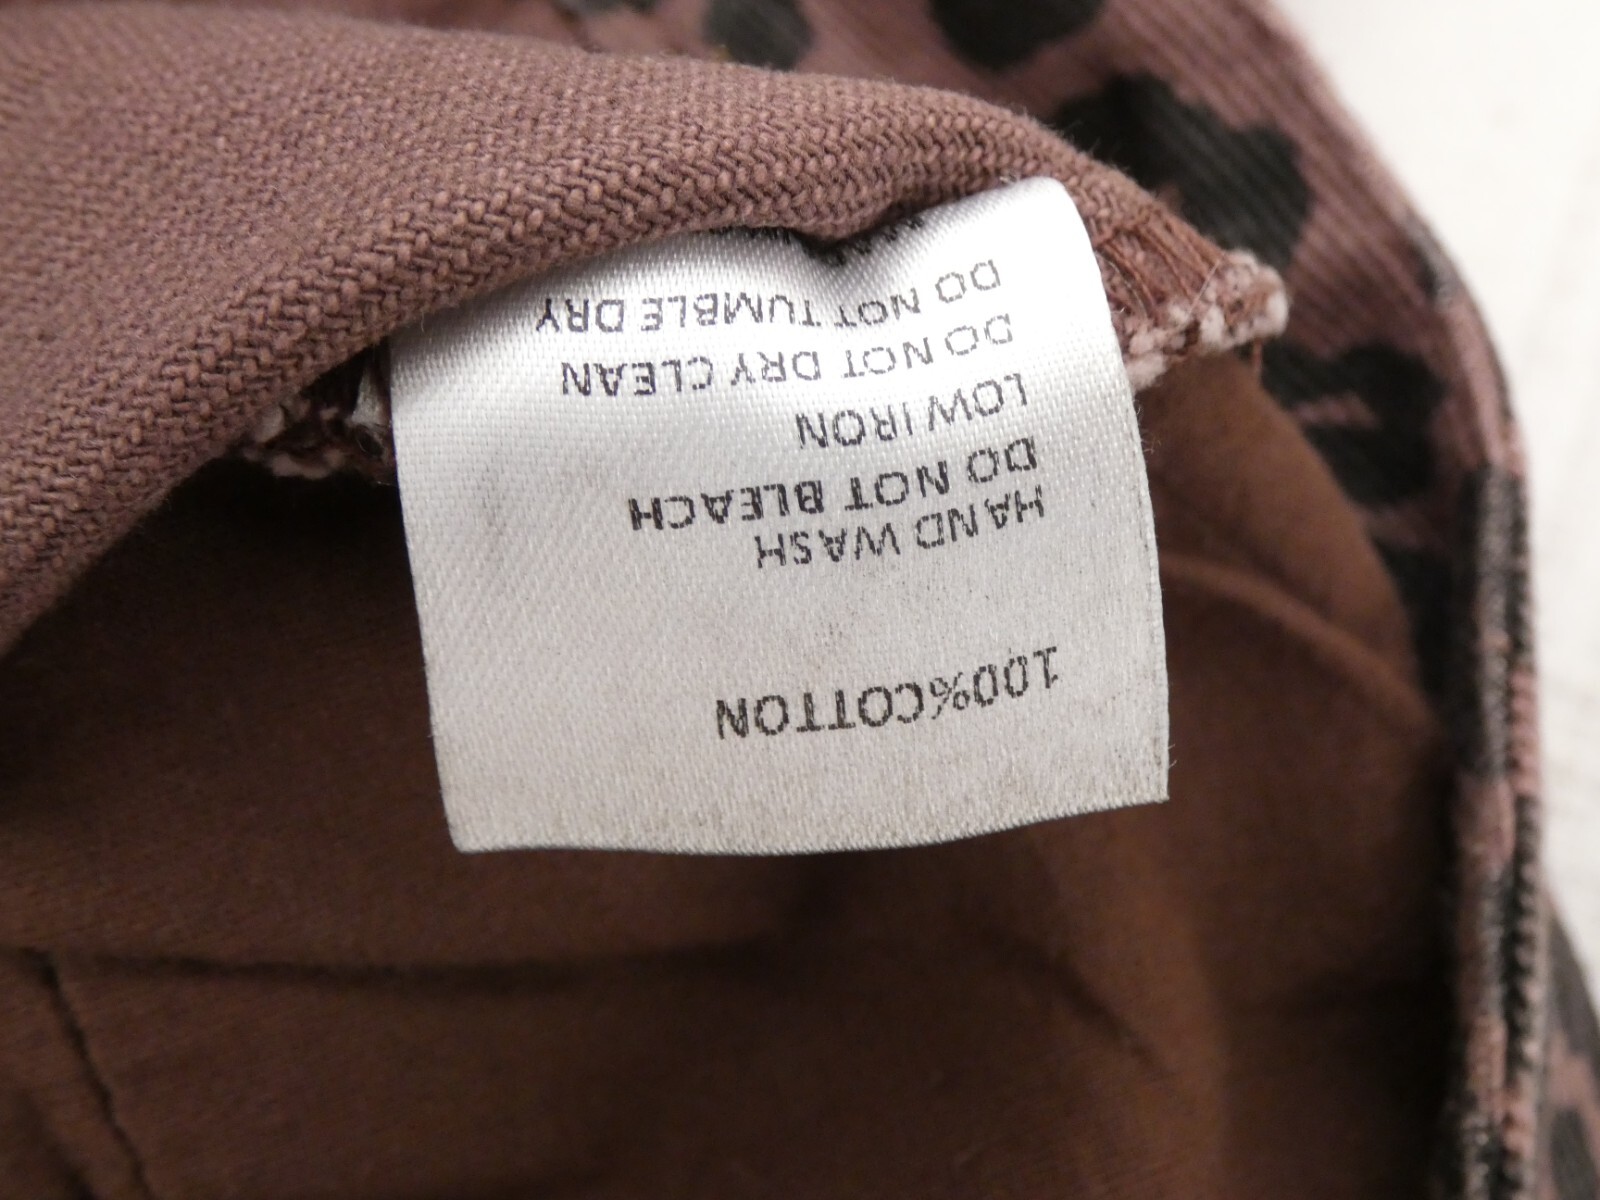 100%COTTON
HAND WASH
DO NOT BLEACH
LOW IRON
DO NOT DRY CLEAN
DO NOT TUMBLE DRY